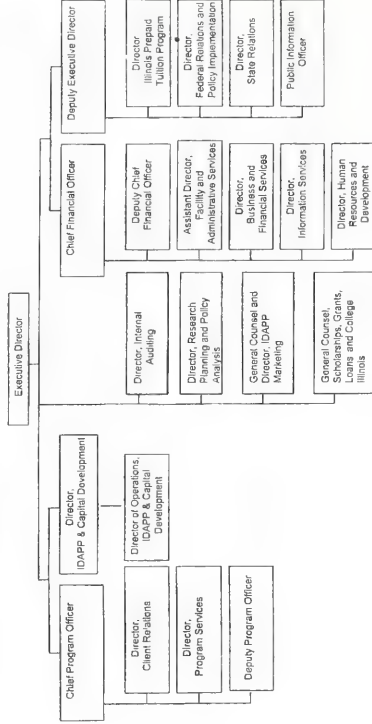 Executive Director
Chief Program Officer
Director,
Client Relations
Director,
Program Services
Deputy Program Officer
Director,
IDAPP & Capital Development
Director of Operations,
IDAPP & Capital
Development
Director, Internal
Auditing
Director, Research
Planning and Policy
Analysis
General Counsel and
Director, IDAPP
Marketing
General Counsel,
Scholarships, Grants,
Loans and College
Illinois
Chief Financial Officer
Deputy Chief
Financial Officer
Assistant Director,
Facility and
Administrative Services
Director,
Business and
Financial Services
Director,
Information Services
Director, Human
Resources and
Development
Deputy Executive Director
Director
Illinois Prepaid
Tuition Program
Director,
Federal Relations and
Policy Implementation
Director,
State Relations
Public Information
Officer